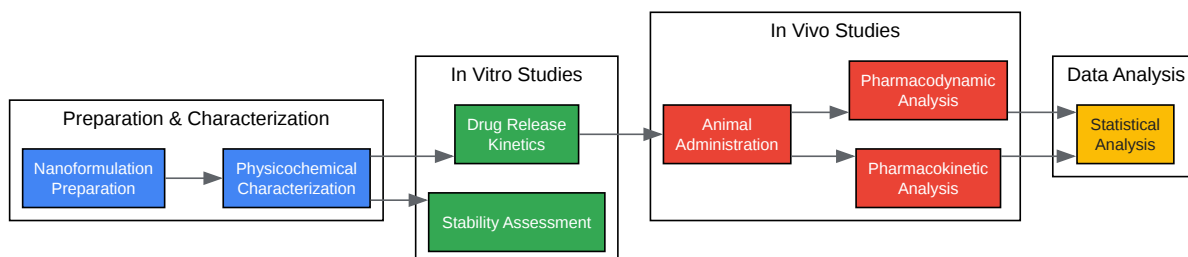 Preparation & Characterization
Nanoformulation
Preparation
Physicochemical
Characterization
In Vitro Studies
Drug Release
Kinetics
Stability Assessment
In Vivo Studies
Animal
Administration
Pharmacodynamic
Analysis
Pharmacokinetic
Analysis
Data Analysis
Statistical
Analysis